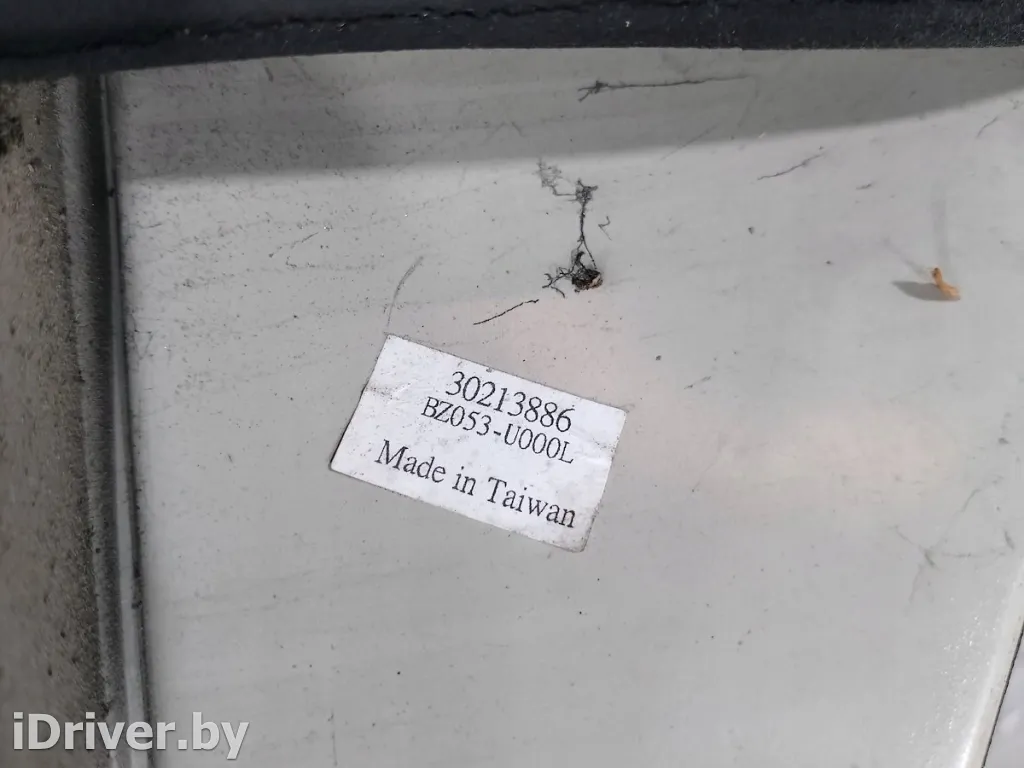 30213886
BZ053-U000L
Made in Taiwan
iDriver.by